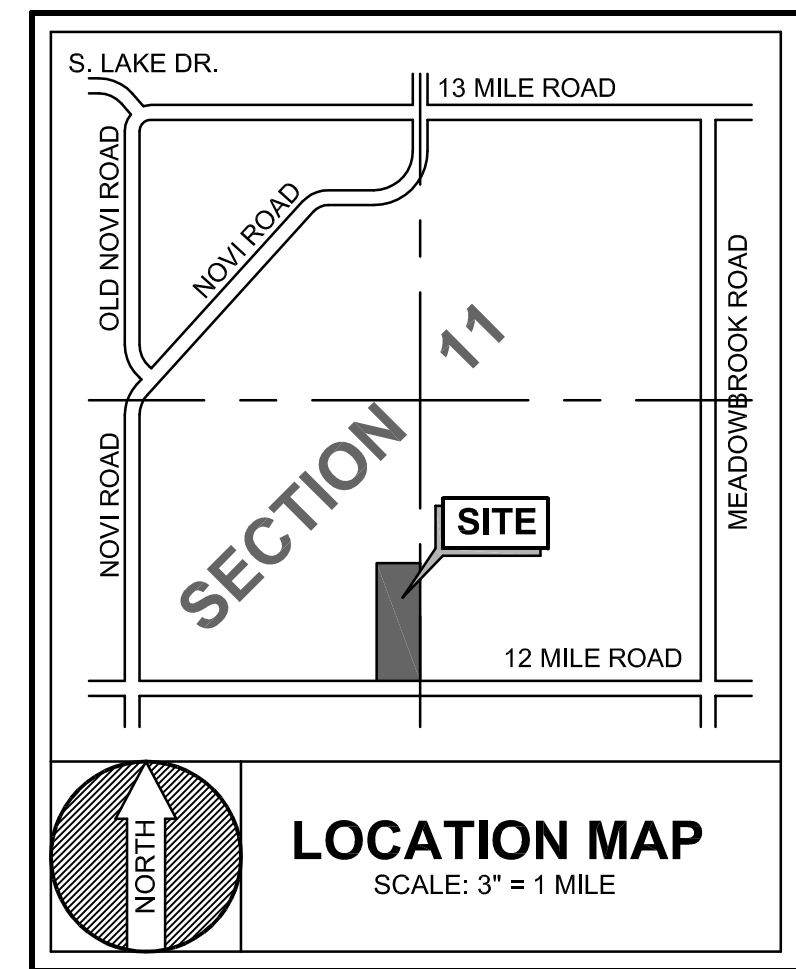 S. LAKE DR.
13 MILE ROAD
OLD NOVI ROAD
NOVI ROAD
MEADOWBROOK ROAD
SECTION 11
NOVI ROAD
SITE
12 MILE ROAD
NORTH
LOCATION MAP
SCALE: 3" = 1 MILE